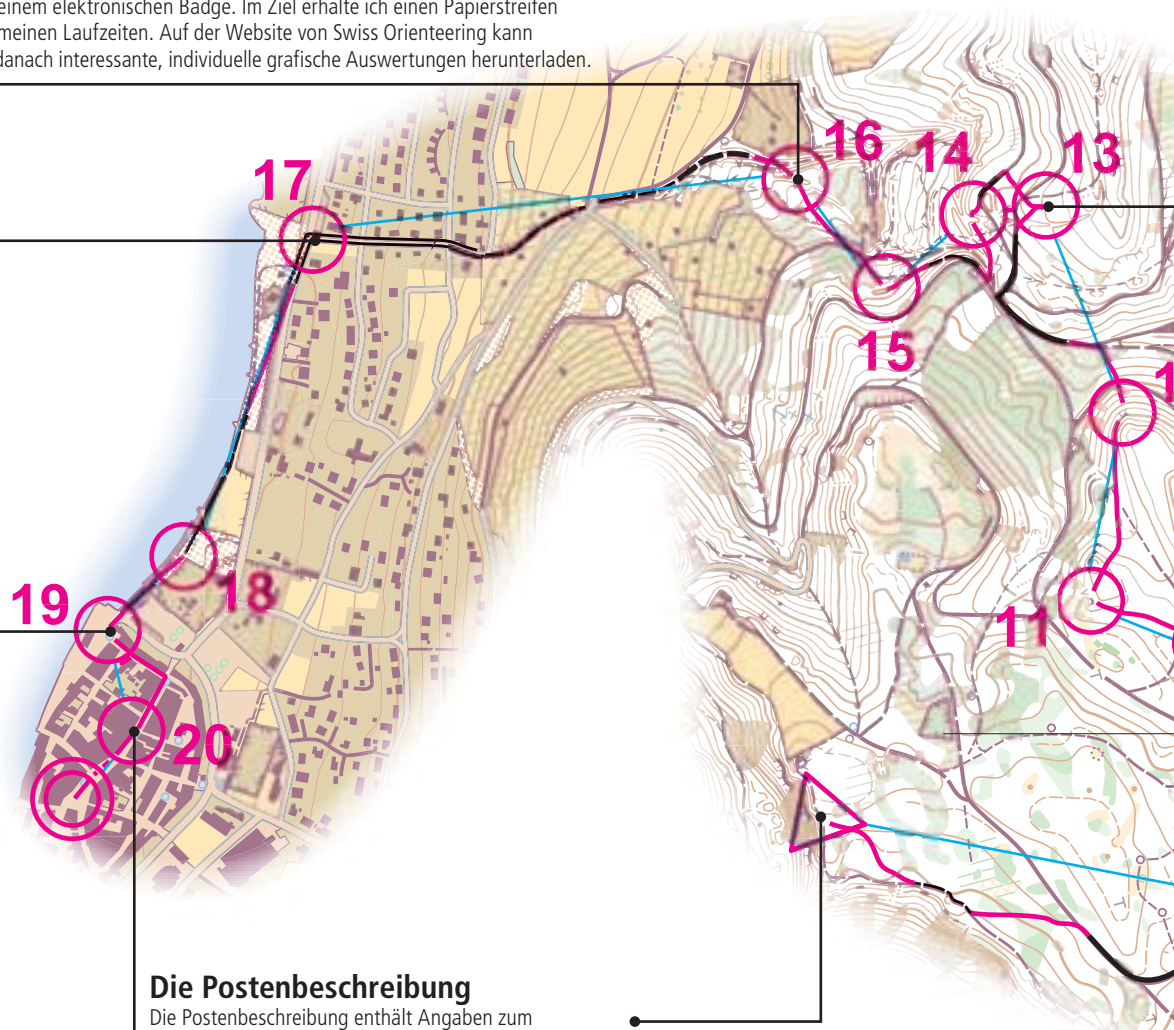 einem elektronischen Badge. Im Ziel erhalte ich einen Papierstreifen
meinen Laufzeiten. Auf der Website von Swiss Orienteering kann
danach interessante, individuelle grafische Auswertungen herunterladen.
16
14
13
17
15
1
18
19
11
20
Die Postenbeschreibung
Die Postenbeschreibung enthält Angaben zum